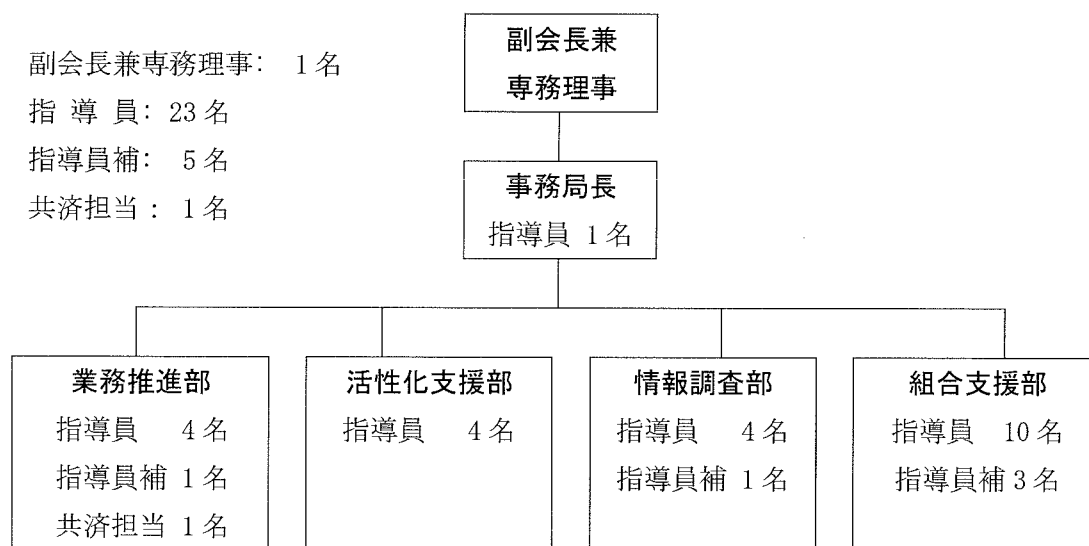 副会長兼専務理事： 1名
指 導 員：23名
指導員補： 5名
共済担当： 1名
副会長兼
専務理事
事務局長
指導員 1名
業務推進部
指導員 4名
指導員補 1名
共済担当 1名
活性化支援部
指導員 4名
情報調査部
指導員 4名
指導員補 1名
組合支援部
指導員 10名
指導員補 3名